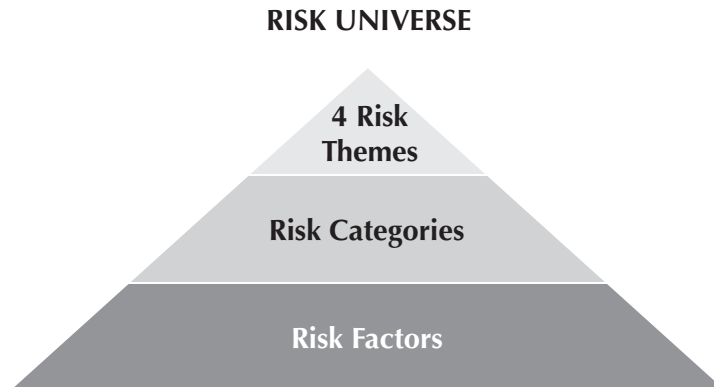 RISK UNIVERSE
4 Risk
Themes
Risk Categories
Risk Factors